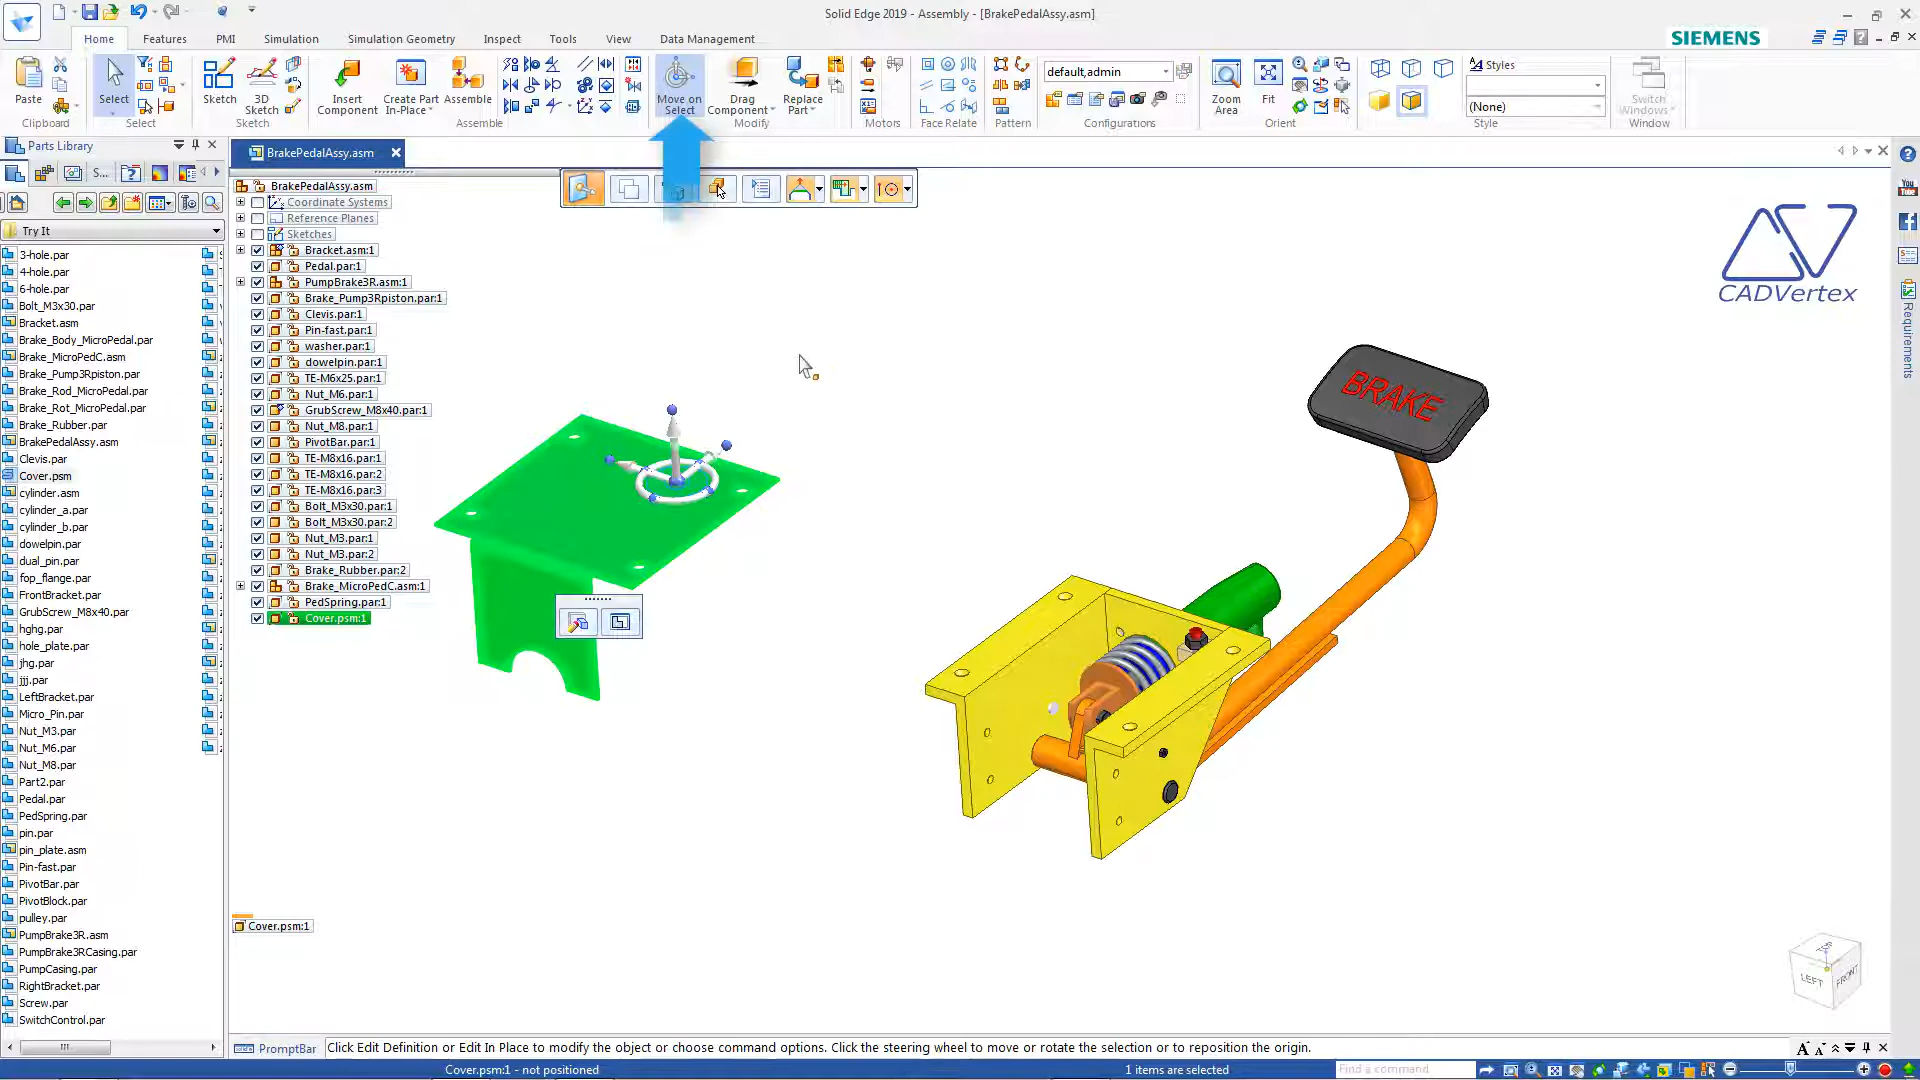 Solid Edge 2019 - Assembly - [BrakePedalAssy.asm]
Home
Features
PMI
Simulation
Simulation Geometry
Inspect
Tools
View
Data Management
SIEMENS
Paste
Clipboard
Select
Select
Sketch
3D Sketch
Sketch
Insert Component
Create Part In-Place
Assemble
Assemble
Move on Select
Drag Component
Replace Part
Modify
Motors
Face Relate
Pattern
default,admin
Configurations
Zoom Area
Fit
Orient
Styles
(None)
Style
Switch Windows
Window
Parts Library
S...
Try It
3-hole.par
4-hole.par
6-hole.par
Bolt_M3x30.par
Bracket.asm
Brake_Body_MicroPedal.par
Brake_MicroPedC.asm
Brake_Pump3Rpiston.par
Brake_Rod_MicroPedal.par
Brake_Rot_MicroPedal.par
Brake_Rubber.par
BrakePedalAssy.asm
Clevis.par
Cover.psm
cylinder.asm
cylinder_a.par
cylinder_b.par
dowelpin.par
dual_pin.par
fop_flange.par
FrontBracket.par
GrubScrew_M8x40.par
hghg.par
hole_plate.par
jhg.par
jjj.par
LeftBracket.par
Micro_Pin.par
Nut_M3.par
Nut_M6.par
Nut_M8.par
Part2.par
Pedal.par
PedSpring.par
pin.par
pin_plate.asm
Pin-fast.par
PivotBar.par
PivotBlock.par
pulley.par
PumpBrake3R.asm
PumpBrake3RCasing.par
PumpCasing.par
RightBracket.par
Screw.par
SwitchControl.par
BrakePedalAssy.asm
BrakePedalAssy.asm
Coordinate Systems
Reference Planes
Sketches
Bracket.asm:1
Pedal.par:1
PumpBrake3R.asm:1
Brake_Pump3Rpiston.par:1
Clevis.par:1
Pin-fast.par:1
washer.par:1
dowelpin.par:1
TE-M6x25.par:1
Nut_M6.par:1
GrubScrew_M8x40.par:1
Nut_M8.par:1
PivotBar.par:1
TE-M8x16.par:1
TE-M8x16.par:2
TE-M8x16.par:3
Bolt_M3x30.par:1
Bolt_M3x30.par:2
Nut_M3.par:1
Nut_M3.par:2
Brake_Rubber.par:2
Brake_MicroPedC.asm:1
PedSpring.par:1
Cover.psm:1
Cover.psm:1
BRAKE
CADVertex
Requirements
You
TOP
LEFT
FRONT
PromptBar
Click Edit Definition or Edit In Place to modify the object or choose command options. Click the steering wheel to move or rotate the selection or to reposition the origin.
Cover.psm:1 - not positioned
1 items are selected
Find a command